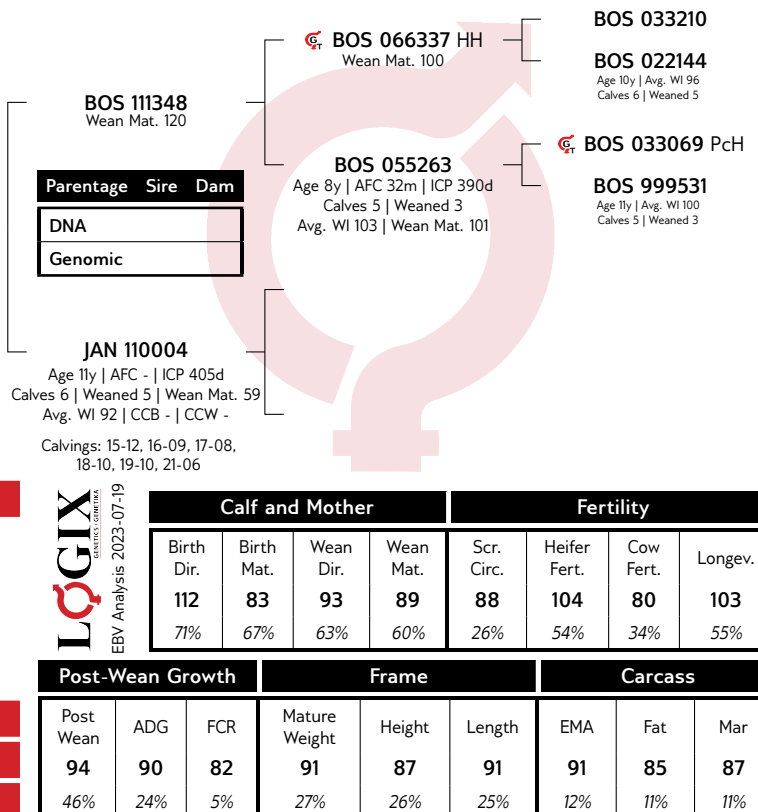 BOS 033210
BOS 066337 HH
Wean Mat. 100
BOS 022144
Age 10y | Avg. WI 96
Calves 6 | Weaned 5
BOS 111348
Wean Mat. 120
BOS 033069 PcH
BOS 055263
Age 8y | AFC 32m | ICP 390d
Calves 5 | Weaned 3
Avg. WI 103 | Wean Mat. 101
BOS 999531
Age 11y | Avg. WI 100
Calves 5 | Weaned 3
Parentage Sire Dam
DNA
Genomic
JAN 110004
Age 11y | AFC - | ICP 405d
Calves 6 | Weaned 5 | Wean Mat. 59
Avg. WI 92 | CCB - | CCW -
Calvings: 15-12, 16-09, 17-08,
18-10, 19-10, 21-06
LOGIX
GENETICS | GENETIKA
EBV Analysis 2023-07-19
Calf and Mother Fertility
Birth Dir. Birth Mat. Wean Dir. Wean Mat. Scr. Circ. Heifer Fert. Cow Fert. Longev.
112 83 93 89 88 104 80 103
71% 67% 63% 60% 26% 54% 34% 55%
Post-Wean Growth Frame Carcass
Post Wean ADG FCR Mature Weight Height Length EMA Fat Mar
94 90 82 91 87 91 91 85 87
46% 24% 5% 27% 26% 25% 12% 11% 11%